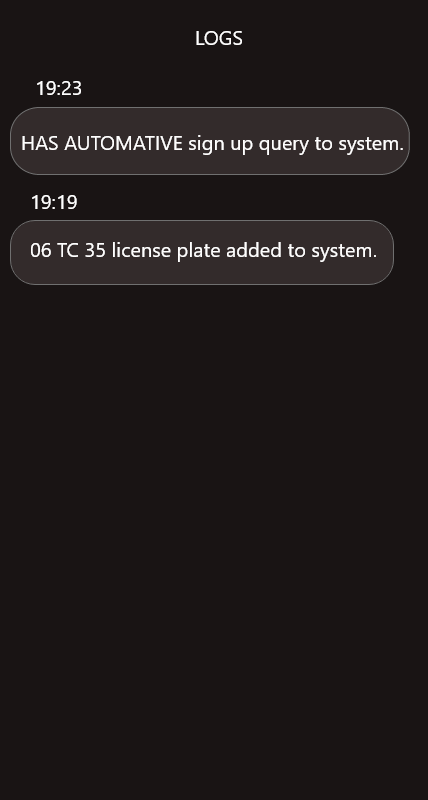 LOGS
19:23
HAS AUTOMATIVE sign up query to system.
19:19
06 TC 35 license plate added to system.